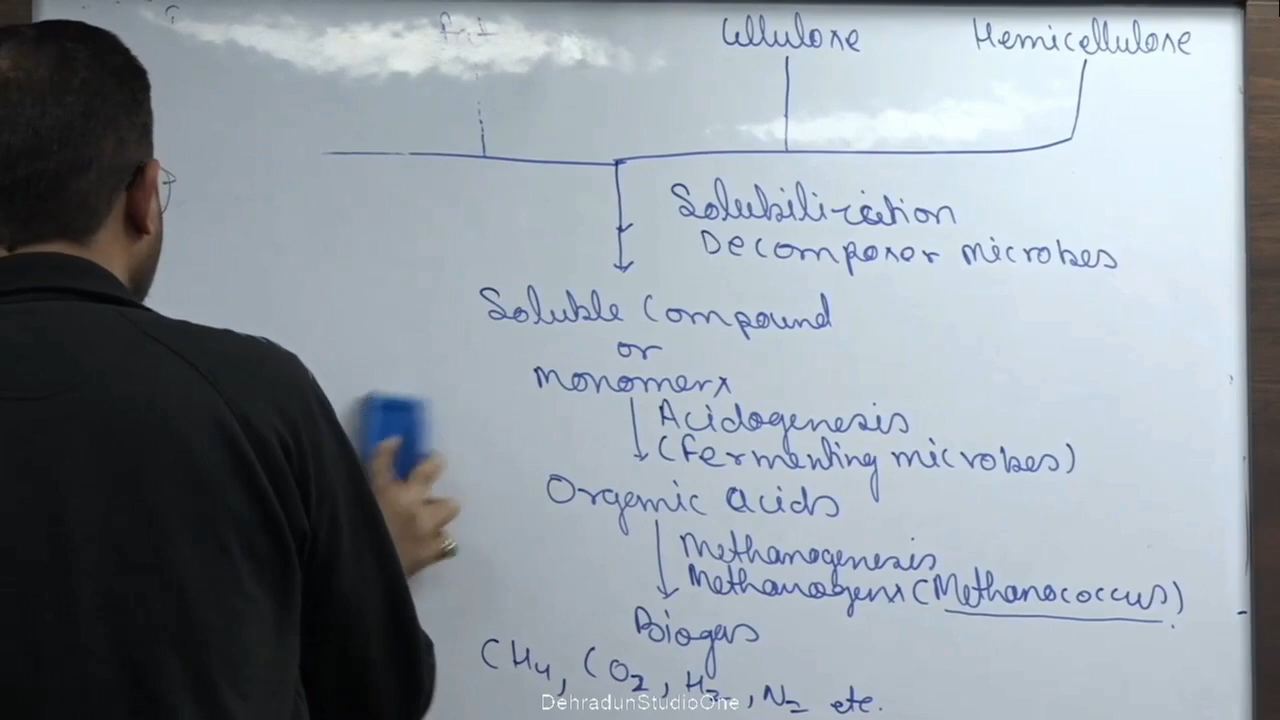 Cellulose Hemicellulose
Solubilization
Decomposer microbes
Soluble Compound
or
monomers
Acidogenesis
(Fermenting microbes)
Organic acids
Methanogenesis
Methanogens (Methanococcus)
Biogas
CH4, CO2, H2, N2 etc.
DehradunStudioOne